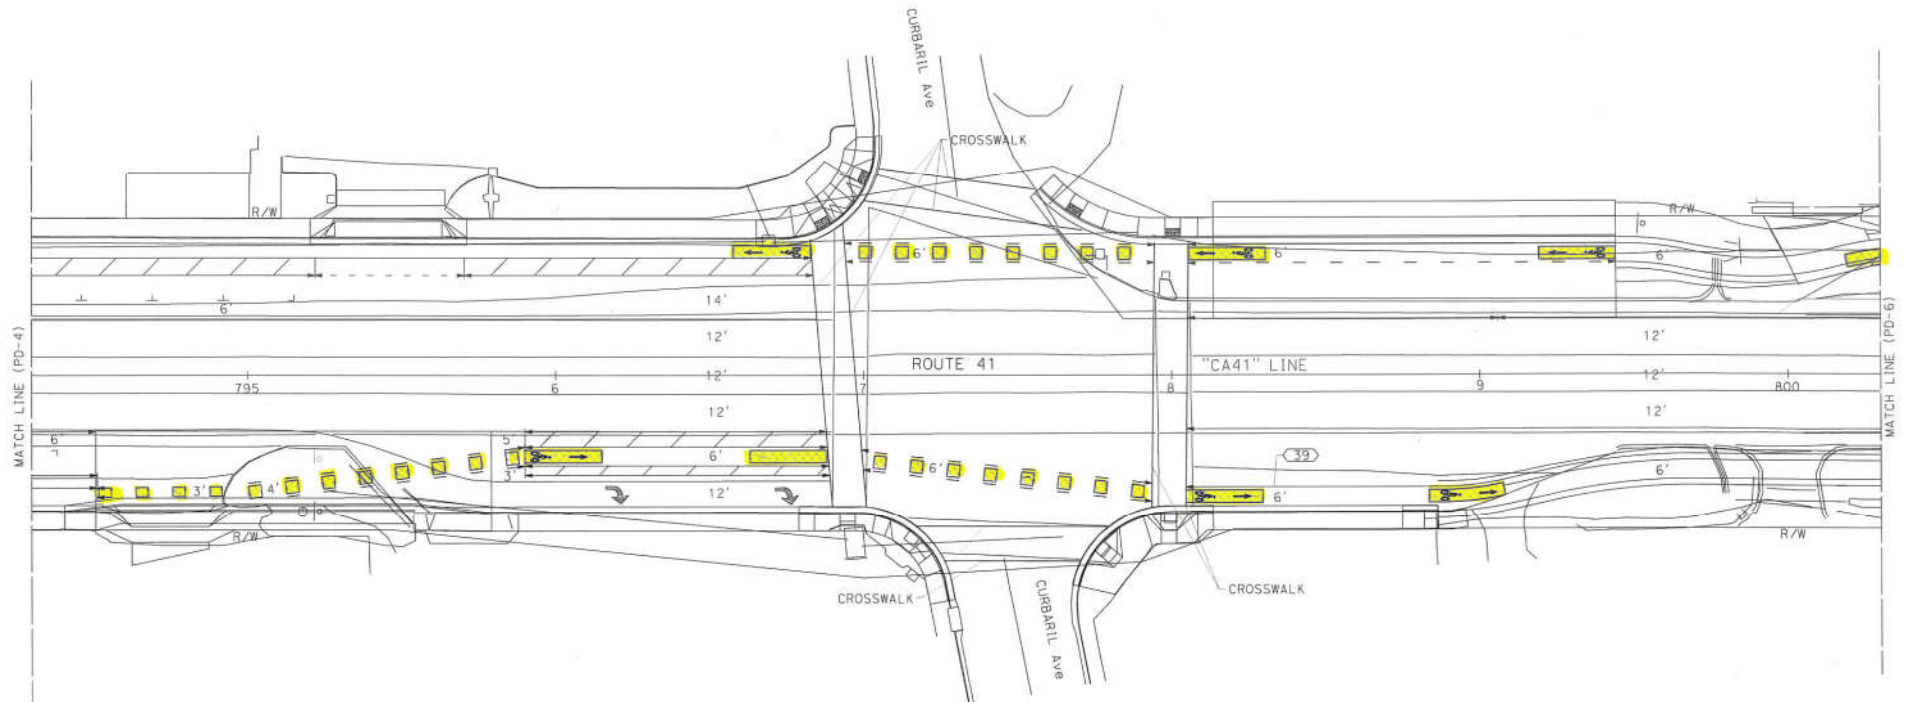 CURBARIL Ave
CROSSWALK
R/W
R/W
6'
6'
6'
6'
14'
12'
12'
MATCH LINE (PD-4)
MATCH LINE (PD-6)
ROUTE 41
"CA41" LINE
795
6
7
8
9
800
12'
12'
12'
12'
6'
5'
6'
3'
3'
4'
12'
6'
6'
39
6'
R/W
R/W
CROSSWALK
CROSSWALK
CURBARIL Ave